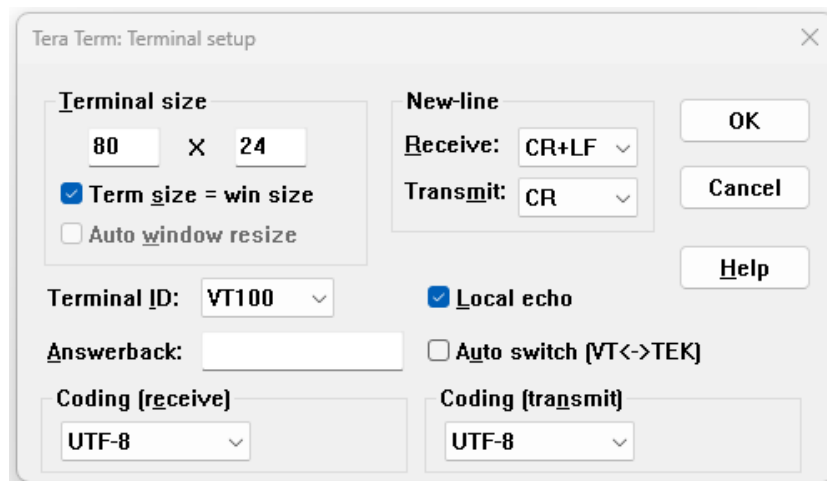 Tera Term: Terminal setup
Terminal size
80 X 24
Term size = win size
Auto window resize
New-line
Receive: CR+LF
Transmit: CR
OK
Cancel
Help
Terminal ID: VT100
Local echo
Answerback:
Auto switch (VT<->TEK)
Coding (receive)
UTF-8
Coding (transmit)
UTF-8